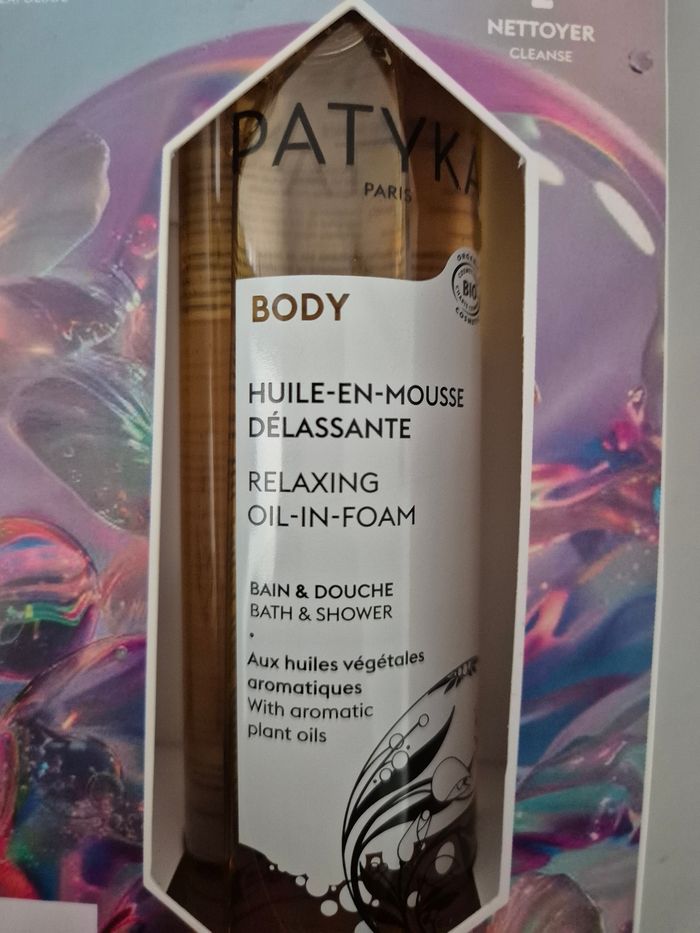 NETTOYER
CLEANSE
PATYKA
PARIS
BIO
BODY
HUILE-EN-MOUSSE
DÉLASSANTE
RELAXING
OIL-IN-FOAM
BAIN & DOUCHE
BATH & SHOWER
Aux huiles végétales
aromatiques
With aromatic
plant oils